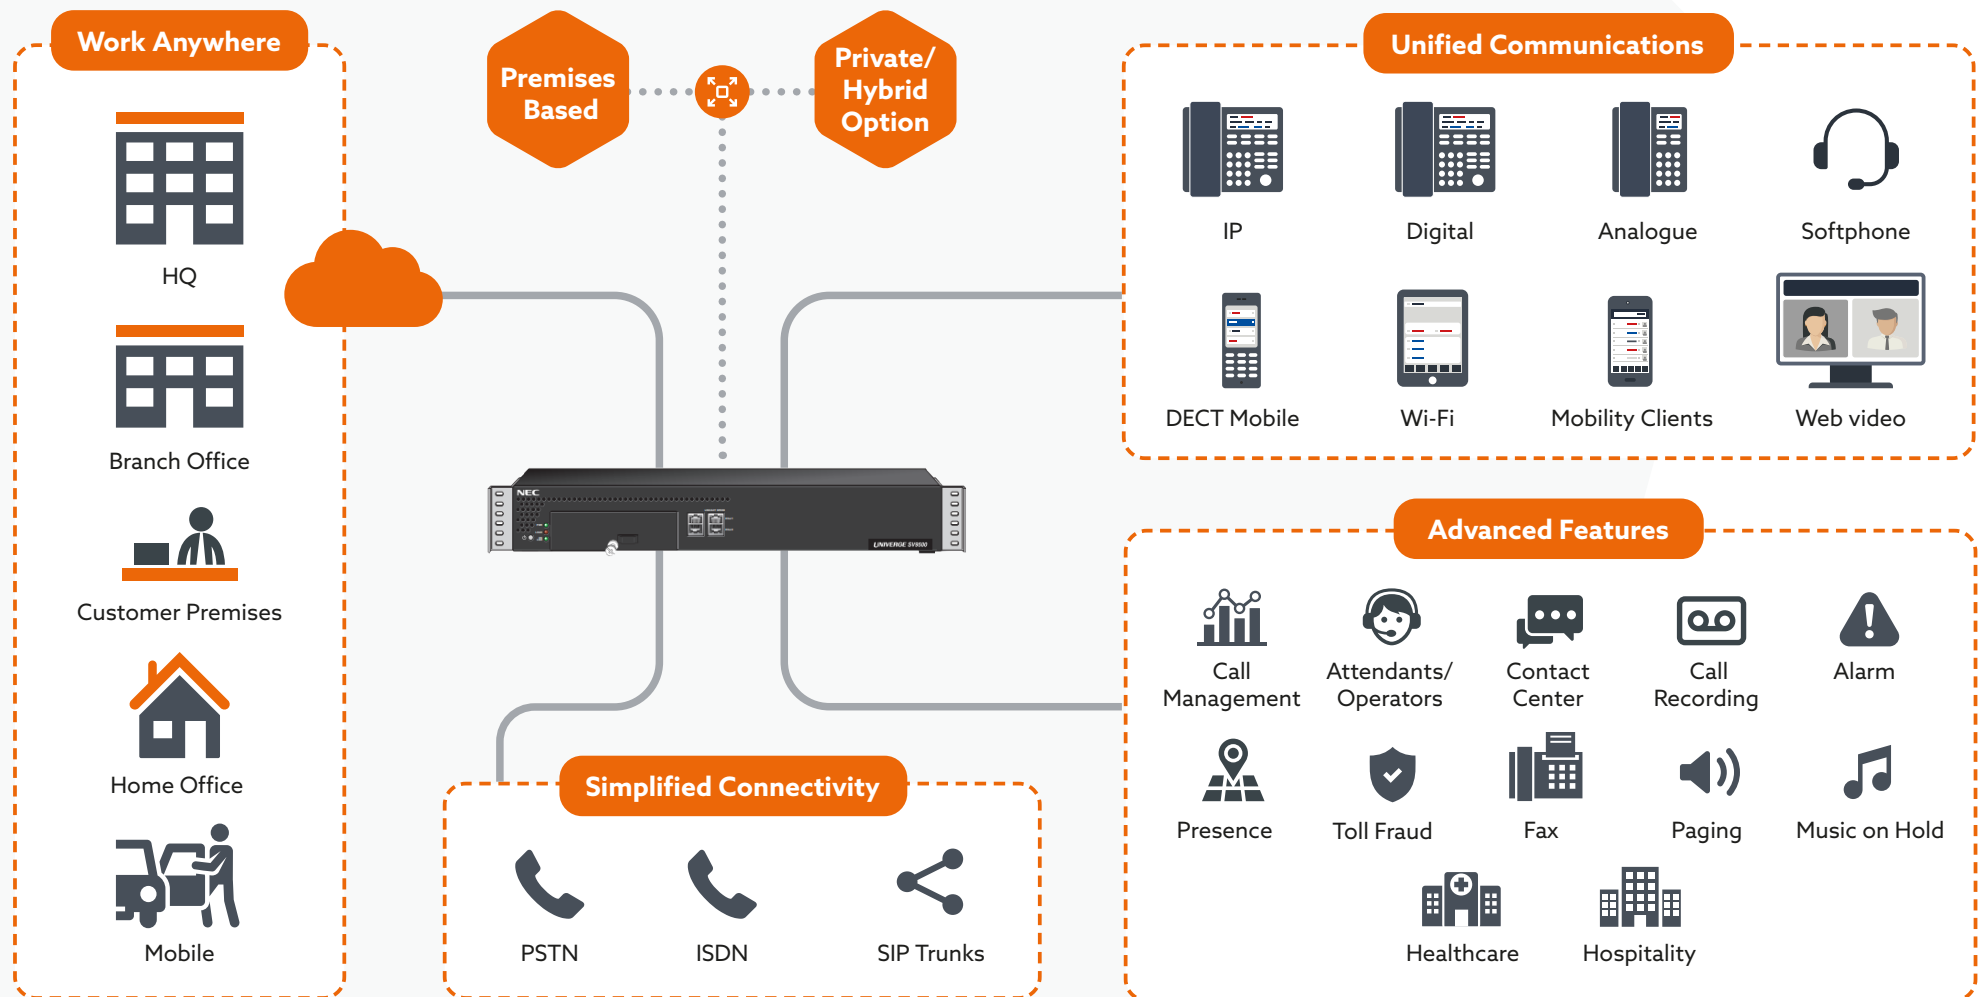 Work Anywhere
HQ
Branch Office
Customer Premises
Home Office
Mobile
Premises
Based
Private/
Hybrid
Option
NEC
UNIVERGE SV9500
Simplified Connectivity
PSTN
ISDN
SIP Trunks
Unified Communications
IP
Digital
Analogue
Softphone
DECT Mobile
Wi-Fi
Mobility Clients
Web video
Advanced Features
Call
Management
Attendants/
Operators
Contact
Center
Call
Recording
Alarm
Presence
Toll Fraud
Fax
Paging
Music on Hold
Healthcare
Hospitality